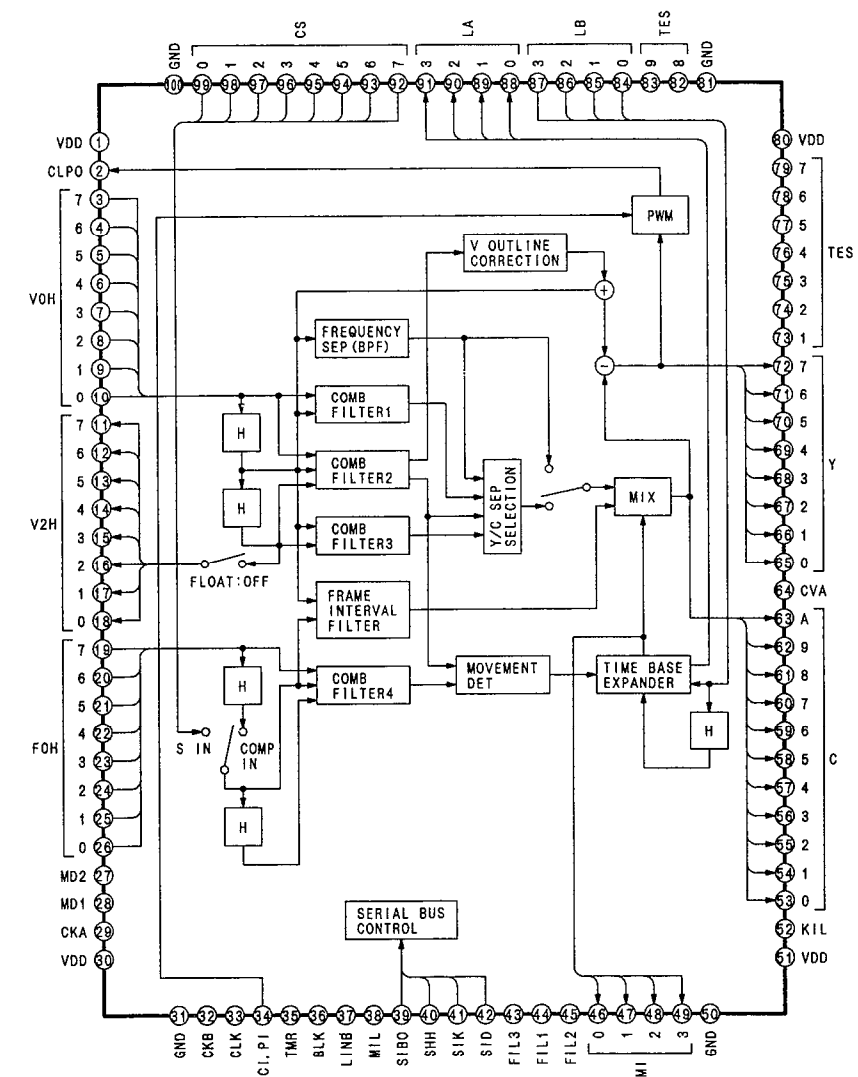 CS
LA
LB
TES
GND 0 1 2 3 4 5 6 7 3 2 1 0 3 2 1 0 9 8 GND
100 99 98 97 96 95 94 93 92 91 90 89 88 87 86 85 84 83 82 81
VDD 1
CLPO 2
V0H
7 3
6 4
5 5
4 6
3 7
2 8
1 9
0 10
V2H
7 11
6 12
5 13
4 14
3 15
2 16
1 17
0 18
F0H
7 19
6 20
5 21
4 22
3 23
2 24
1 25
0 26
MD2 27
MD1 28
CKA 29
VDD 30
PWM
V OUTLINE
CORRECTION
+
FREQUENCY
SEP (BPF)
−
COMB
FILTER1
H
COMB
FILTER2
H
Y/C SEP
SELECTION
MIX
COMB
FILTER3
FLOAT:OFF
FRAME
INTERVAL
FILTER
COMB
FILTER4
H
MOVEMENT
DET
TIME BASE
EXPANDER
H
S IN
COMP
IN
H
SERIAL BUS
CONTROL
80 VDD
79 7
78 6
77 5
76 4
75 3
74 2
73 1
TES
72 7
71 6
70 5
69 4
68 3
67 2
66 1
65 0
Y
64 CVA
63 A
62 9
61 8
60 7
59 6
58 5
57 4
56 3
55 2
54 1
53 0
C
52 KIL
51 VDD
31 32 33 34 35 36 37 38 39 40 41 42 43 44 45 46 47 48 49 50
GND CKB CLK CI.PI TMR BLK LINB MIL SIBO SHH SIK SID FIL3 FIL1 FIL2 0 1 2 3 GND
MI